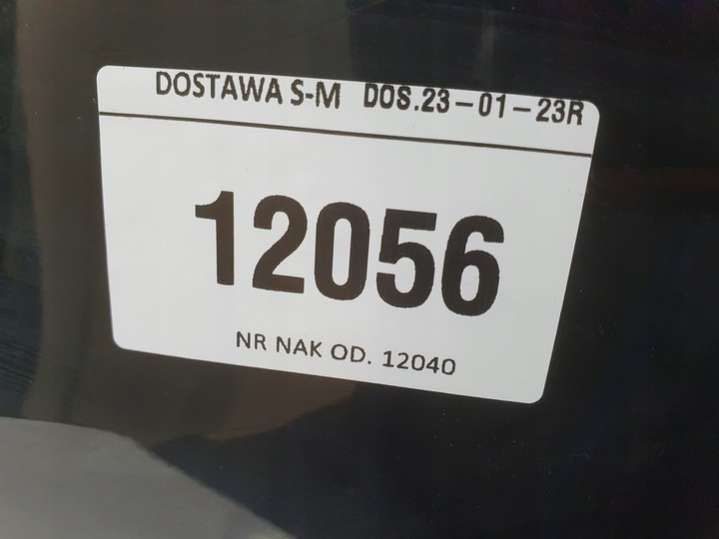 DOSTAWA S-M DOS.23-01-23R
12056
NR NAK OD. 12040